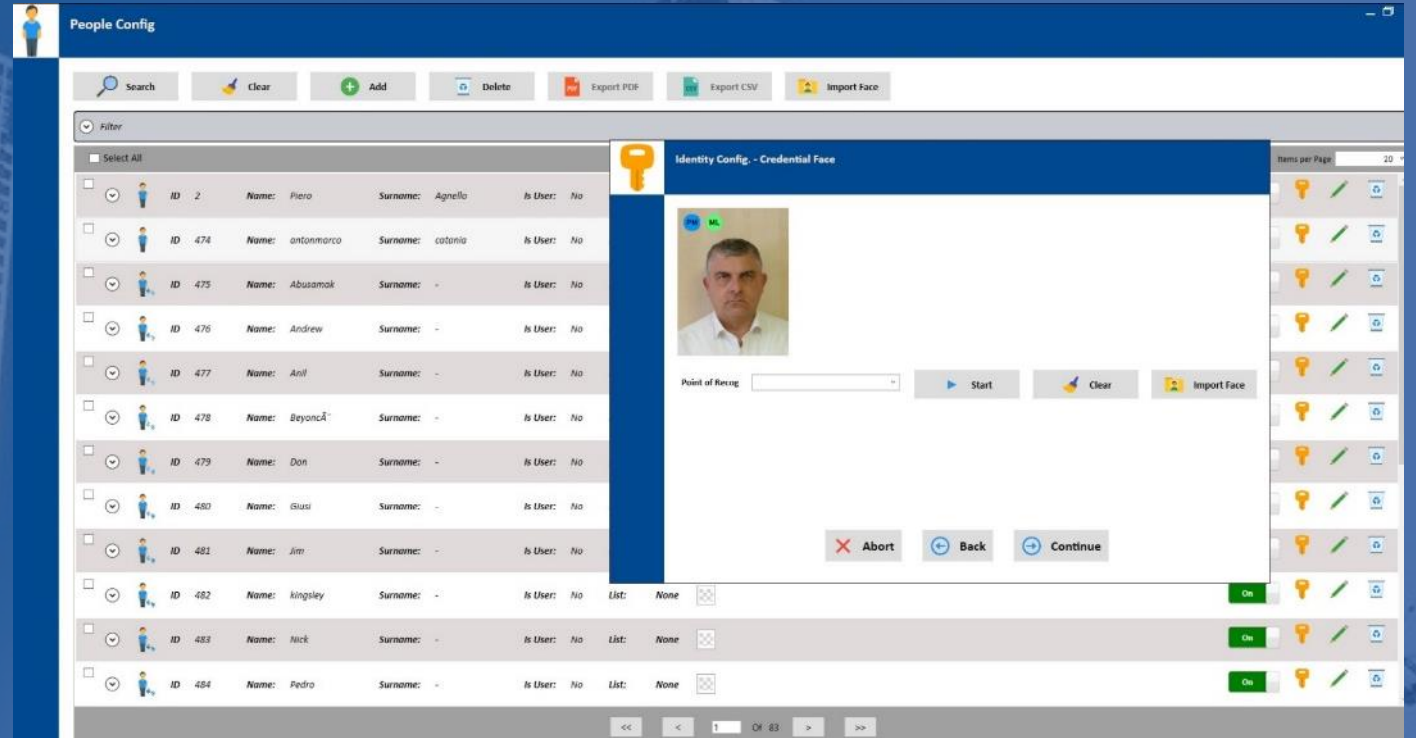 People Config
Search Clear Add Delete Export PDF Export CSV Import Face
Filter
Select All Items per Page 20
ID 2 Name: Piero Surname: Agnello Is User: No
ID 474 Name: antonmarco Surname: catania Is User: No
ID 475 Name: Abusamak Surname: - Is User: No
ID 476 Name: Andrew Surname: - Is User: No
ID 477 Name: Anil Surname: - Is User: No
ID 478 Name: BeyoncÃ¨ Surname: - Is User: No
ID 479 Name: Don Surname: - Is User: No
ID 480 Name: Giusi Surname: - Is User: No
ID 481 Name: Jim Surname: - Is User: No
ID 482 Name: kingsley Surname: - Is User: No List: None On
ID 483 Name: Nick Surname: - Is User: No List: None On
ID 484 Name: Pedro Surname: - Is User: No List: None On
<< < 1 Of 83 > >>
Identity Config. - Credential Face
PM ML
Point of Recog Start Clear Import Face
Abort Back Continue